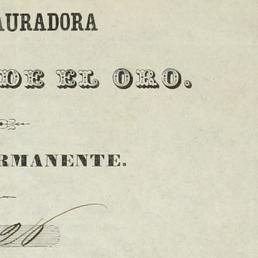 AURADORA
DE EL ORO.
RMANENTE.